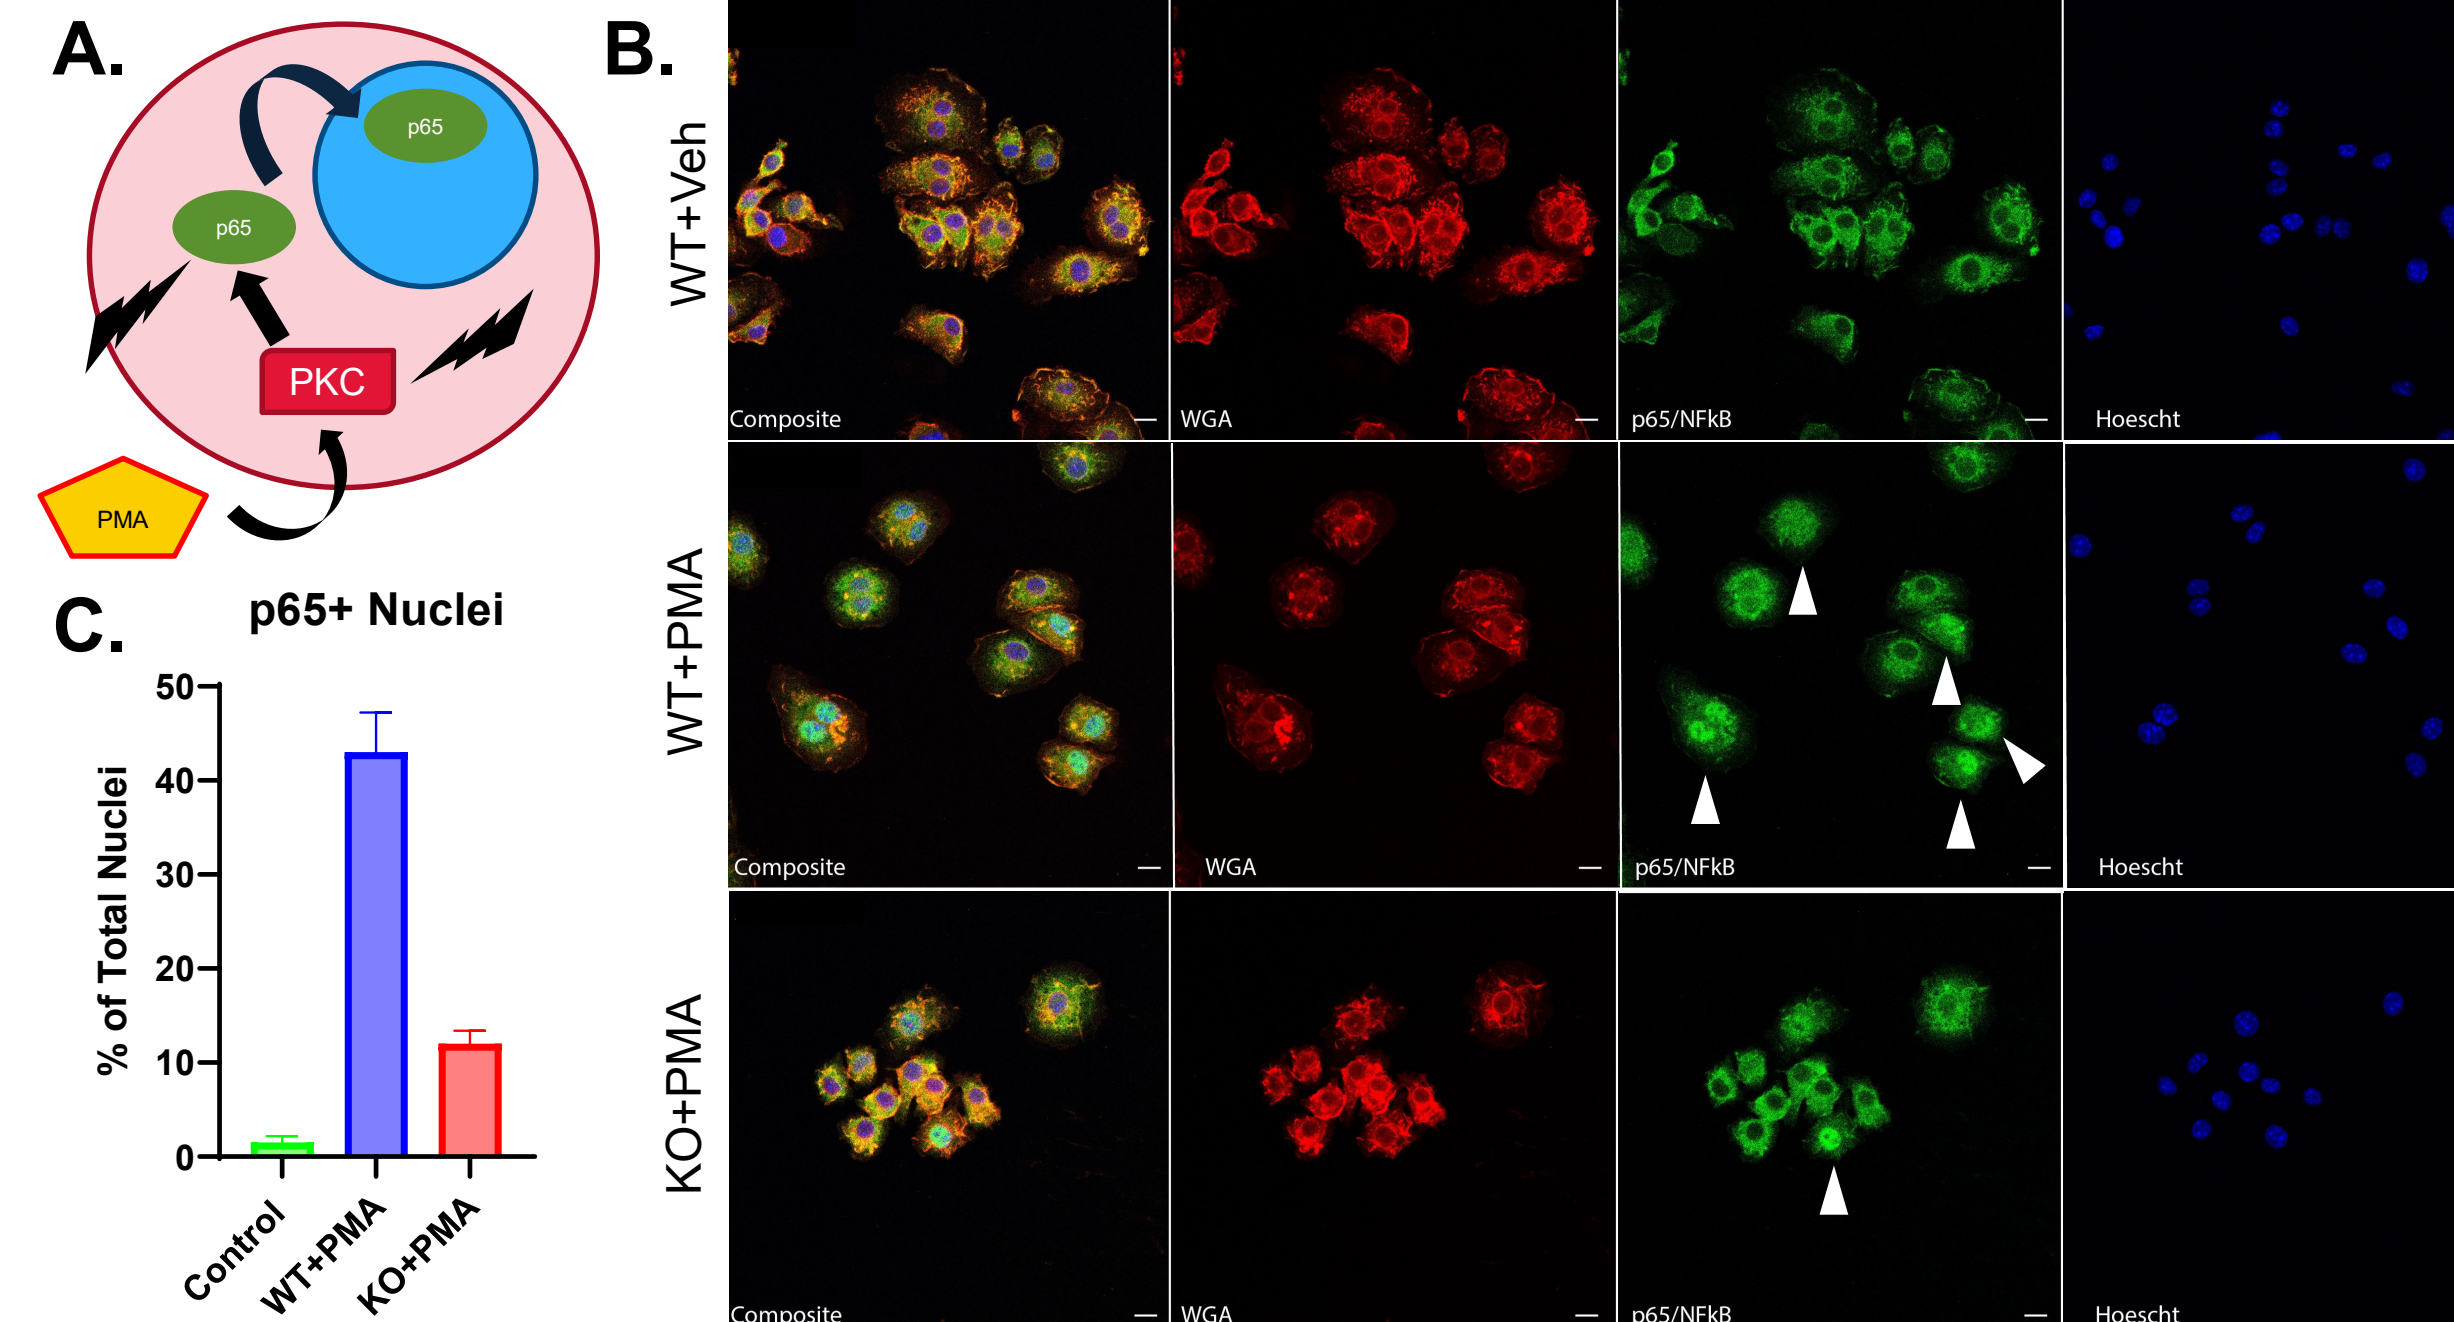 A.
p65
p65
PKC
PMA
B.
WT+Veh
Composite
WGA
p65/NFkB
Hoescht
WT+PMA
Composite
WGA
p65/NFkB
Hoescht
KO+PMA
Composite
WGA
p65/NFkB
Hoescht
C.
p65+ Nuclei
% of Total Nuclei
50
40
30
20
10
0
Control
WT+PMA
KO+PMA